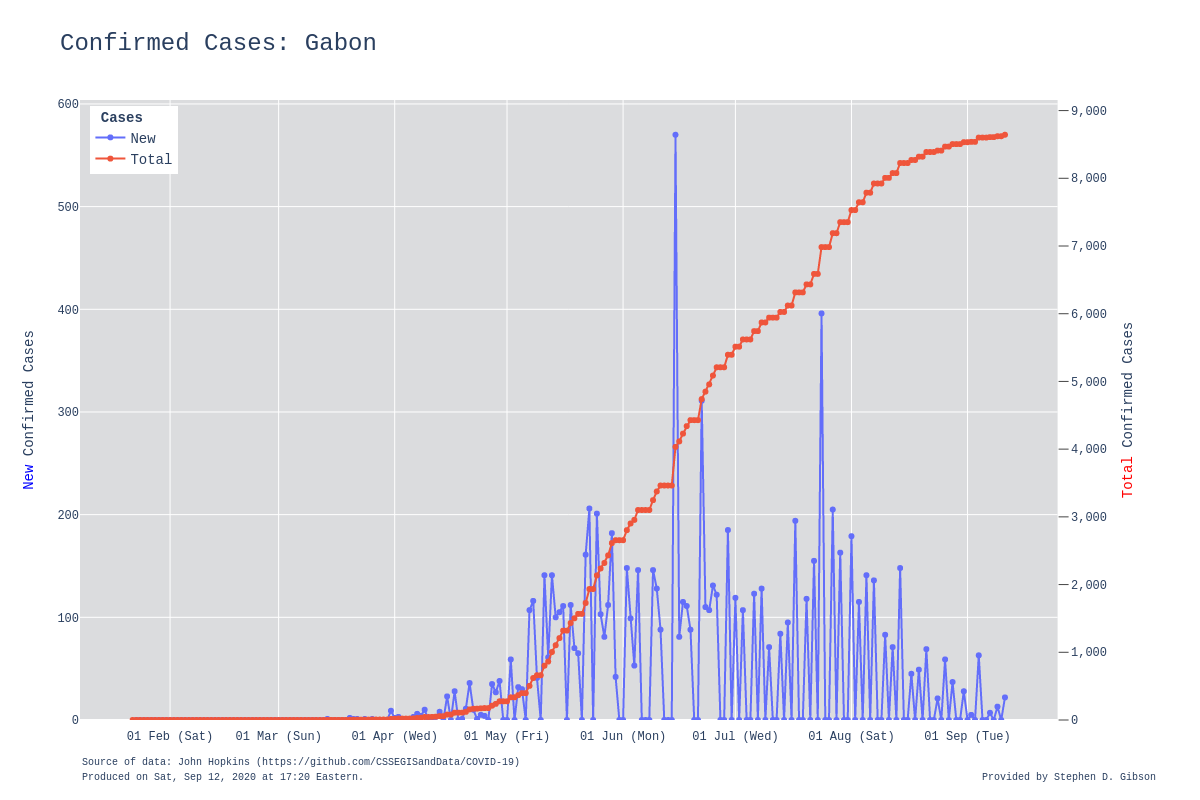 Confirmed Cases: Gabon
Cases
New
Total
600
500
400
300
200
100
0
9,000
8,000
7,000
6,000
5,000
4,000
3,000
2,000
1,000
0
New Confirmed Cases
Total Confirmed Cases
01 Feb (Sat) 01 Mar (Sun) 01 Apr (Wed) 01 May (Fri) 01 Jun (Mon) 01 Jul (Wed) 01 Aug (Sat) 01 Sep (Tue)
Source of data: John Hopkins (https://github.com/CSSEGISandData/COVID-19)
Produced on Sat, Sep 12, 2020 at 17:20 Eastern.
Provided by Stephen D. Gibson